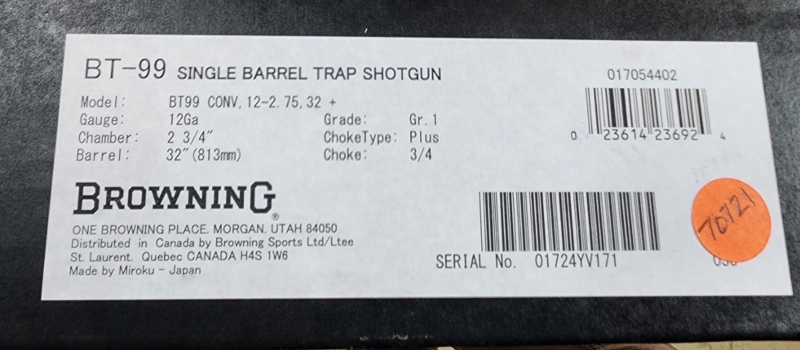 BT-99 SINGLE BARREL TRAP SHOTGUN
Model: BT99 CONV, 12-2.75, 32 +
Gauge: 12Ga Grade: Gr.1
Chamber: 2 3/4" ChokeType: Plus
Barrel: 32"(813mm) Choke: 3/4
017054402
0 23614 23692 4
BROWNING®
ONE BROWNING PLACE. MORGAN. UTAH 84050
Distributed in Canada by Browning Sports Ltd/Ltee
St. Laurent. Quebec CANADA H4S 1W6
Made by Miroku - Japan
SERIAL No. 01724YV171
70721